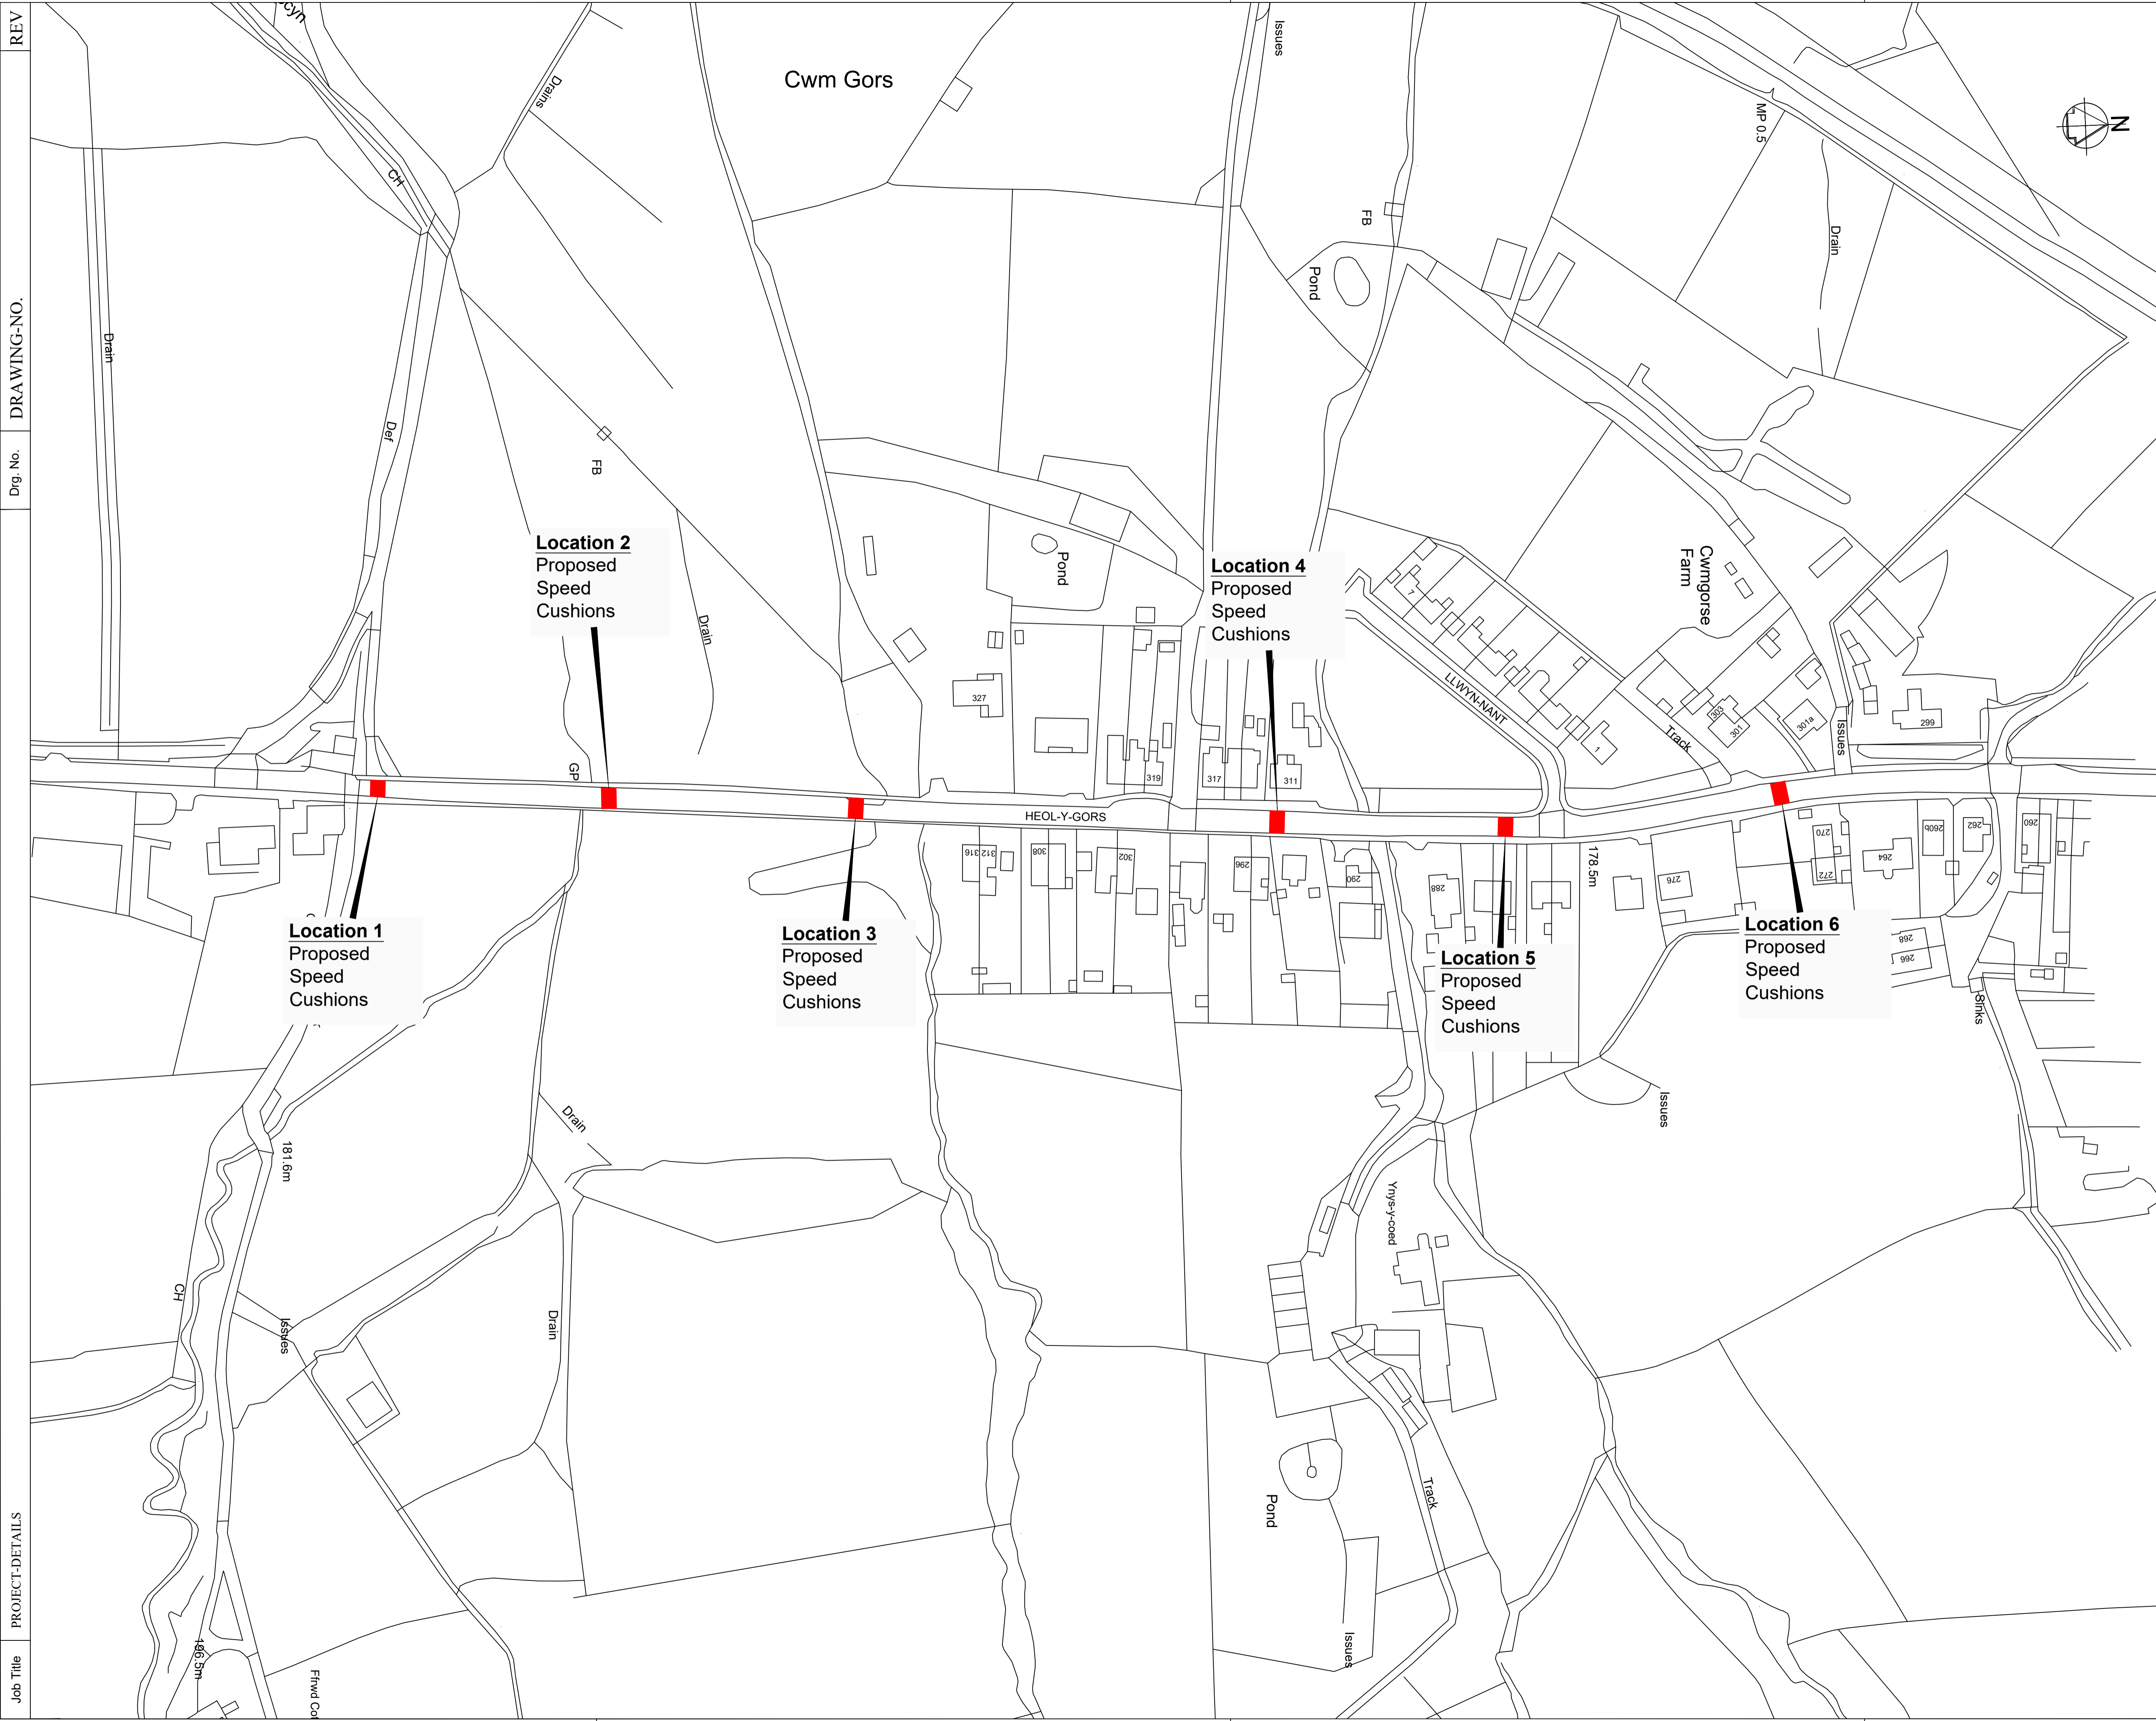 REV
DRAWING-NO.
Drg. No.
PROJECT-DETAILS
Job Title
CH
Drains
Cwm Gors
Issues
MP 0.5
N
FB
Pond
Drain
Drain
Def
FB
Location 2
Proposed
Speed
Cushions
Drain
Pond
Location 4
Proposed
Speed
Cushions
Cwmgorse
Farm
7
LLWYN-NANT
1
Track
303
301
301a
Issues
299
327
319
317
311
GP
HEOL-Y-GORS
316
312
308
302
296
290
288
178.5m
276
270
272
264
260b
262
260
268
266
Location 1
Proposed
Speed
Cushions
Location 3
Proposed
Speed
Cushions
Location 5
Proposed
Speed
Cushions
Location 6
Proposed
Speed
Cushions
Sinks
Issues
Drain
181.6m
Ynys-y-coed
CH
Issues
Drain
Pond
Track
Issues
196.5m
Ffrwd